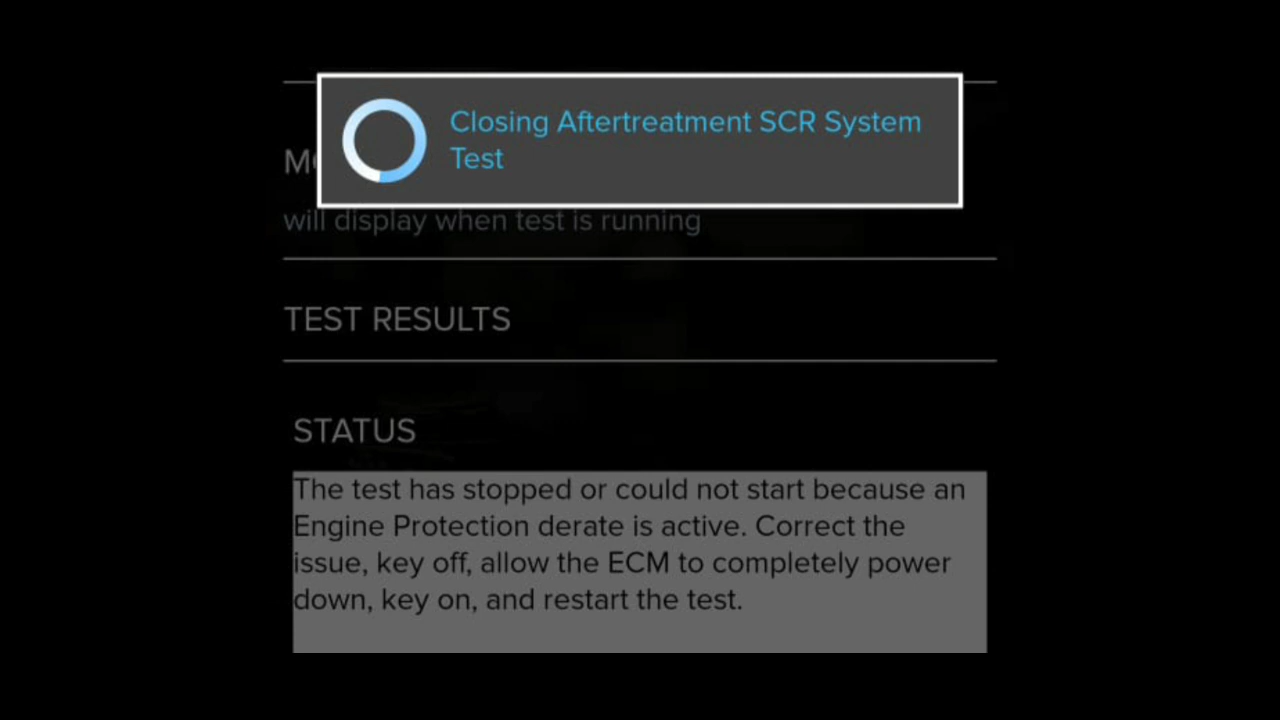 Closing Aftertreatment SCR System
Test
will display when test is running
TEST RESULTS
STATUS
The test has stopped or could not start because an
Engine Protection derate is active. Correct the
issue, key off, allow the ECM to completely power
down, key on, and restart the test.